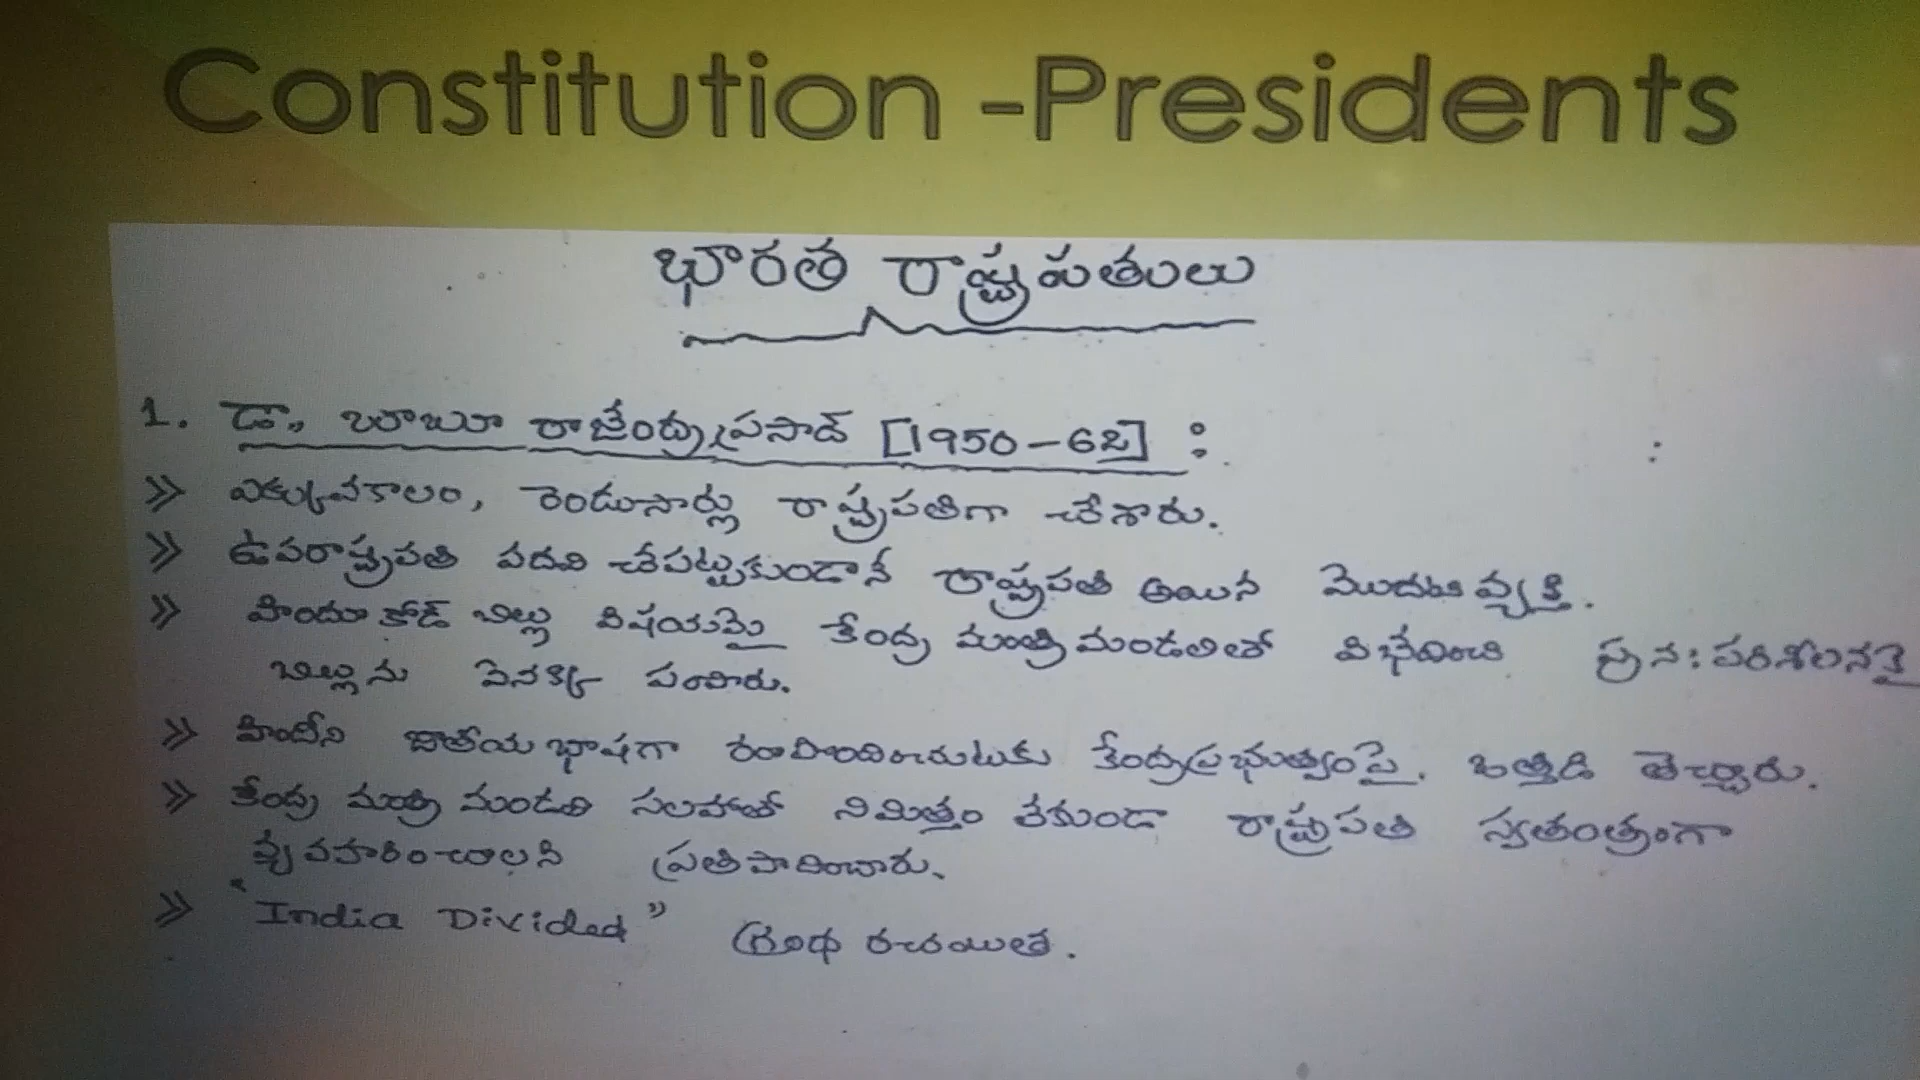 Constitution -Presidents
భారత రాష్ట్రపతులు
1. డా,, బాబూ రాజేంద్రప్రసాద్ [1950-62] :
» ఎక్కువకాలం, రెండుసార్లు రాష్ట్రపతిగా చేశారు.
» ఉపరాష్ట్రపతి పదవి చేపట్టకుండానే రాష్ట్రపతి అయిన మొదటి వ్యక్తి.
» హిందూ కోడ్ బిల్లు విషయమై కేంద్ర మంత్రి మండలితో విభేదించి పున:పరిశీలనకై
బిల్లును వెనక్కి పంపారు.
» హిందీని జాతీయ భాషగా రూపొందించుటకు కేంద్రప్రభుత్వంపై ఒత్తిడి తెచ్చారు.
» కేంద్ర మంత్రి మండలి సలహాతో నిమిత్తం లేకుండా రాష్ట్రపతి స్వతంత్రంగా
వ్యవహరించాలని ప్రతిపాదించారు.
» "India Divided" గ్రంథ రచయిత.